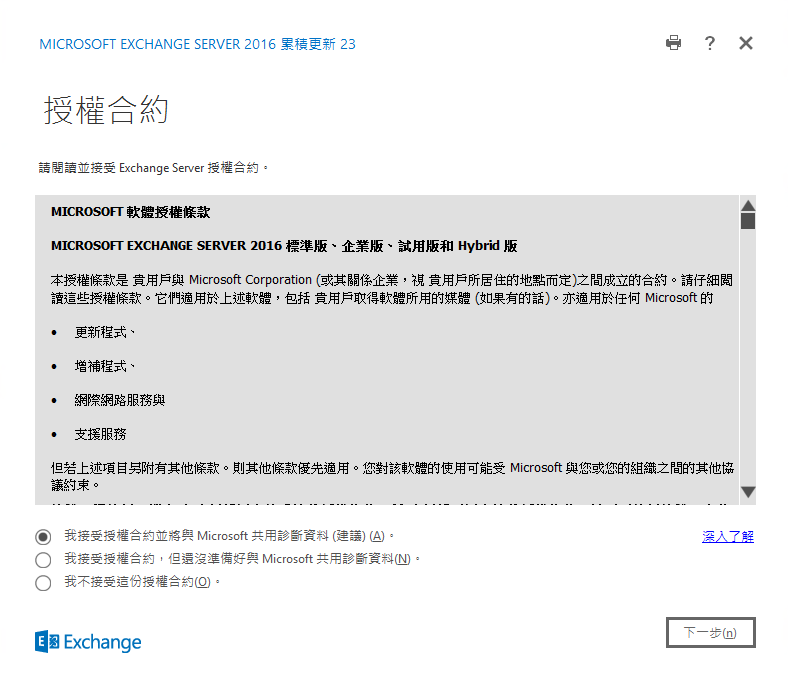 MICROSOFT EXCHANGE SERVER 2016 累積更新 23
?
授權合約
請閱讀並接受 Exchange Server 授權合約。
MICROSOFT 軟體授權條款
MICROSOFT EXCHANGE SERVER 2016 標準版、企業版、試用版和 Hybrid 版
本授權條款是 貴用戶與 Microsoft Corporation (或其關係企業，視 貴用戶所居住的地點而定)之間成立的合約。請仔細閱
讀這些授權條款。它們適用於上述軟體，包括 貴用戶取得軟體所用的媒體 (如果有的話)。亦適用於任何 Microsoft 的
• 更新程式、
• 增補程式、
• 網際網路服務與
• 支援服務
但若上述項目另附有其他條款。則其他條款優先適用。您對該軟體的使用可能受 Microsoft 與您或您的組織之間的其他協
議約束。
我接受授權合約並將與 Microsoft 共用診斷資料 (建議) (A)。
深入了解
我接受授權合約，但還沒準備好與 Microsoft 共用診斷資料(N)。
我不接受這份授權合約(O)。
Exchange
下一步(n)